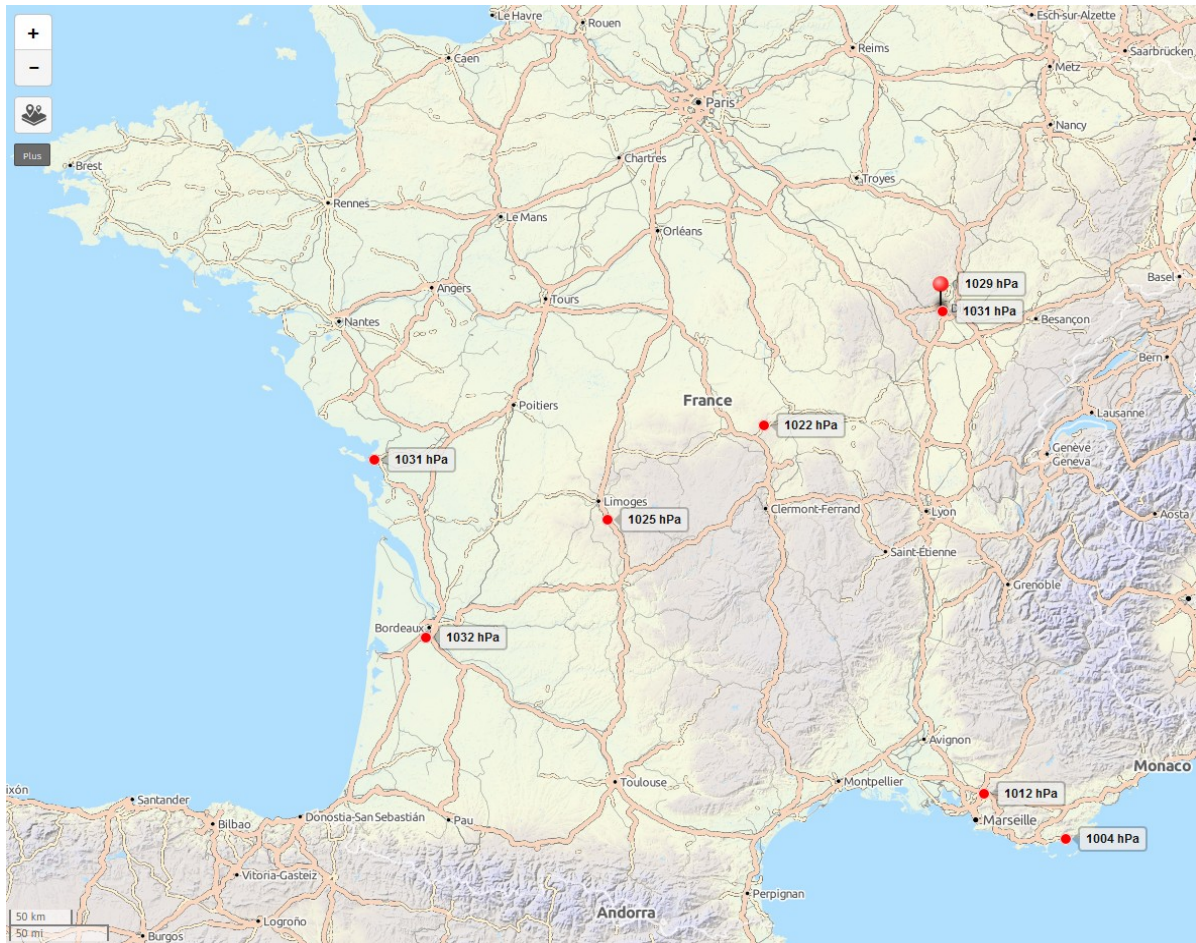 Le Havre
Rouen
Esch-sur-Alzette
+
Caen
Reims
Saarbrücken
−
Metz
Paris
Nancy
Plus
Chartres
Brest
Troyes
Rennes
Le Mans
Orléans
Basel
1029 hPa
Angers
Tours
1031 hPa
Besançon
Nantes
Bern
France
Poitiers
Lausanne
1022 hPa
Genève
Geneva
1031 hPa
Limoges
Clermont-Ferrand
Lyon
Aosta
1025 hPa
Saint-Étienne
Grenoble
Bordeaux
1032 hPa
Avignon
Monaco
Toulouse
Montpellier
ixón
Santander
1012 hPa
Donostia-San Sebastián
Pau
Marseille
Bilbao
1004 hPa
Vitoria-Gasteiz
Perpignan
Andorra
50 km
Logroño
50 mi
Burgos